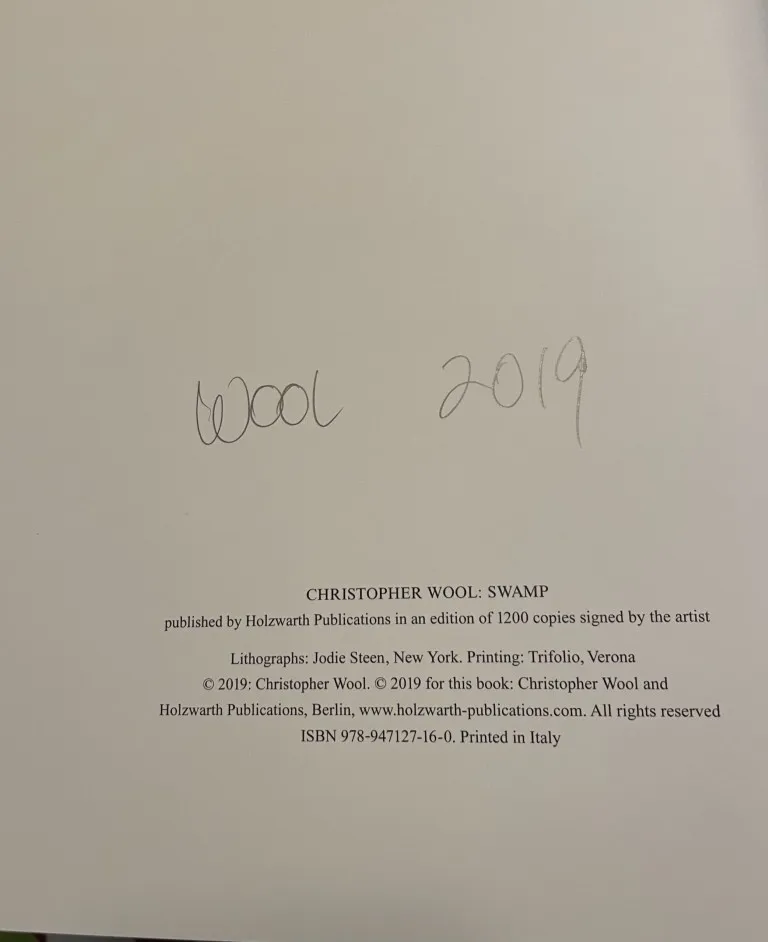 Wool 2019
CHRISTOPHER WOOL: SWAMP
published by Holzwarth Publications in an edition of 1200 copies signed by the artist
Lithographs: Jodie Steen, New York. Printing: Trifolio, Verona
© 2019: Christopher Wool. © 2019 for this book: Christopher Wool and
Holzwarth Publications, Berlin, www.holzwarth-publications.com. All rights reserved
ISBN 978-947127-16-0. Printed in Italy